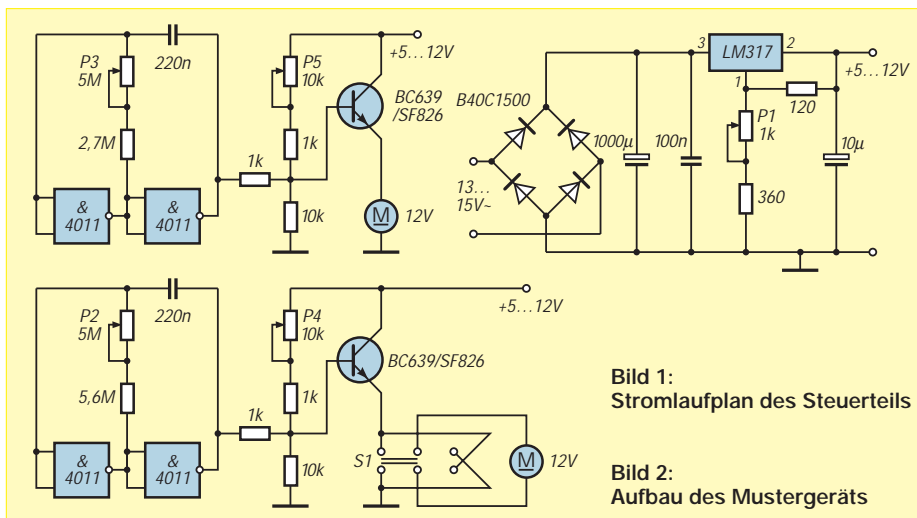 P3
5M
220n
2,7M
&
4011
&
4011
1k
P5
10k
1k
10k
+5...12V
BC639
/SF826
M
12V
B40C1500
13...
15V~
1000µ
100n
3
LM317
2
1
120
+5...12V
P1
1k
360
10µ
P2
5M
220n
5,6M
&
4011
&
4011
1k
P4
10k
1k
10k
+5...12V
BC639/SF826
S1
M
12V
Bild 1:
Stromlaufplan des Steuerteils
Bild 2:
Aufbau des Mustergeräts